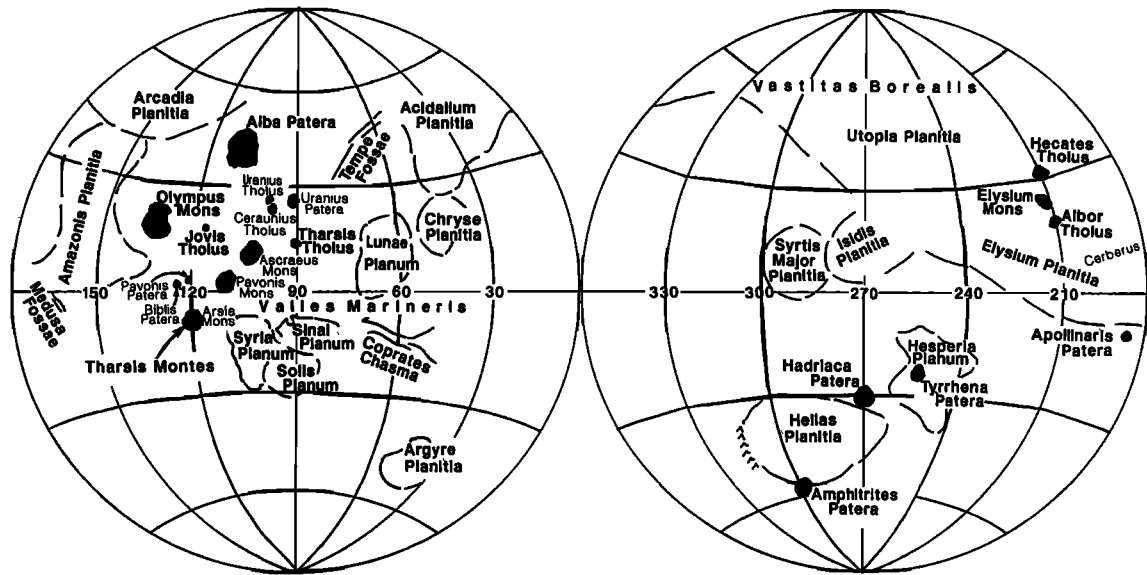 Arcadia
Planitia
Alba Patera
Acidalium
Planitia
Tempe
Fossae
Amazonis Planitia
Olympus
Mons
Uranius
Tholus
Uranius
Patera
Ceraunius
Tholus
Jovis
Tholus
Tharsis
Tholus
Lunae
Planum
Chryse
Planitia
Ascraeus
Mons
Pavonis
Patera
Pavonis
Mons
Medusa
Fossae
150
120
90
60
30
Biblis
Patera
Arsia
Mons
Valles Marineris
Tharsis Montes
Syria
Planum
Sinai
Planum
Solis
Planum
Coprates
Chasma
Argyre
Planitia
Vastitas Borealis
Utopia Planitia
Hecates
Tholus
Elysium
Mons
Albor
Tholus
Syrtis
Major
Planitia
Isidis
Planitia
Elysium Planitia
Cerberus
330
300
270
240
210
Apollinaris
Patera
Hesperia
Planum
Hadriaca
Patera
Tyrrhena
Patera
Hellas
Planitia
Amphitrites
Patera